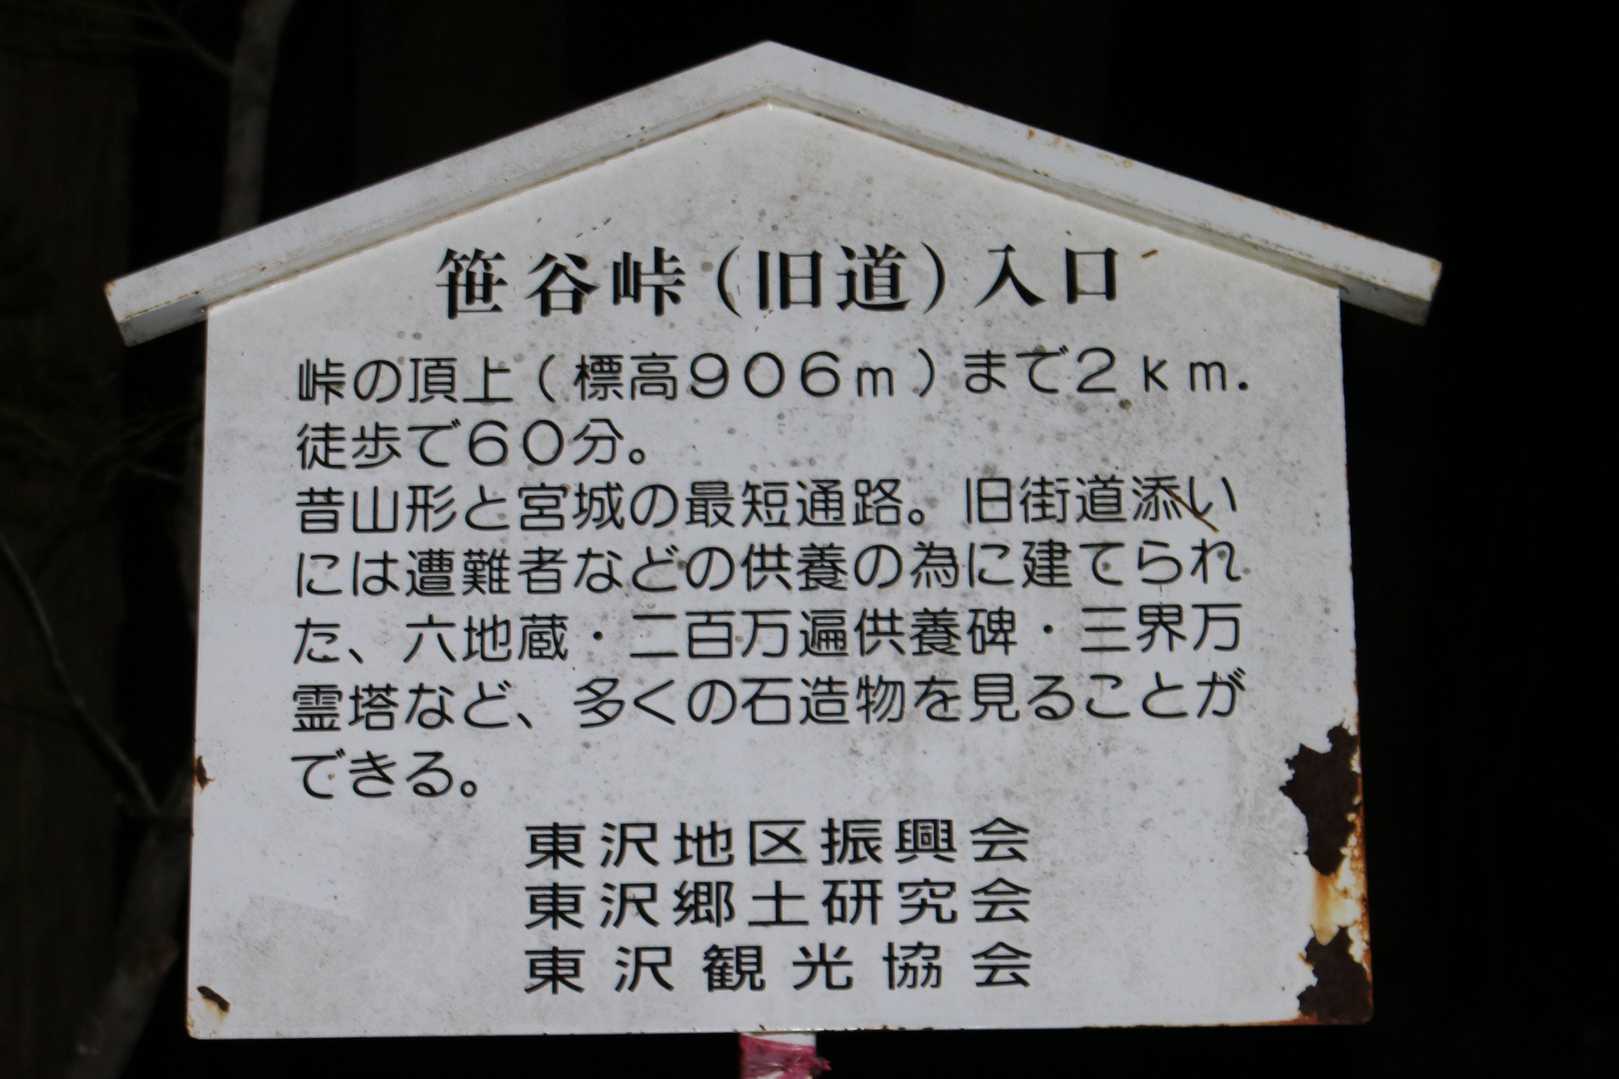 笹谷峠(旧道)入口
峠の頂上(標高906m)まで2km.
徒歩で60分。
昔山形と宮城の最短通路。旧街道添い
には遭難者などの供養の為に建てられ
た、六地蔵・二百万遍供養碑・三界万
霊塔など、多くの石造物を見ることが
できる。
東沢地区振興会
東沢郷土研究会
東沢観光協会